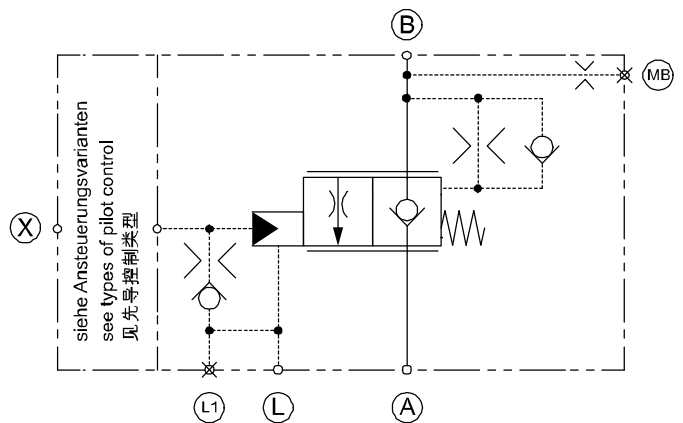 B
MB
siehe Ansteuerungsvarianten
see types of pilot control
见先导控制类型
X
L1
L
A